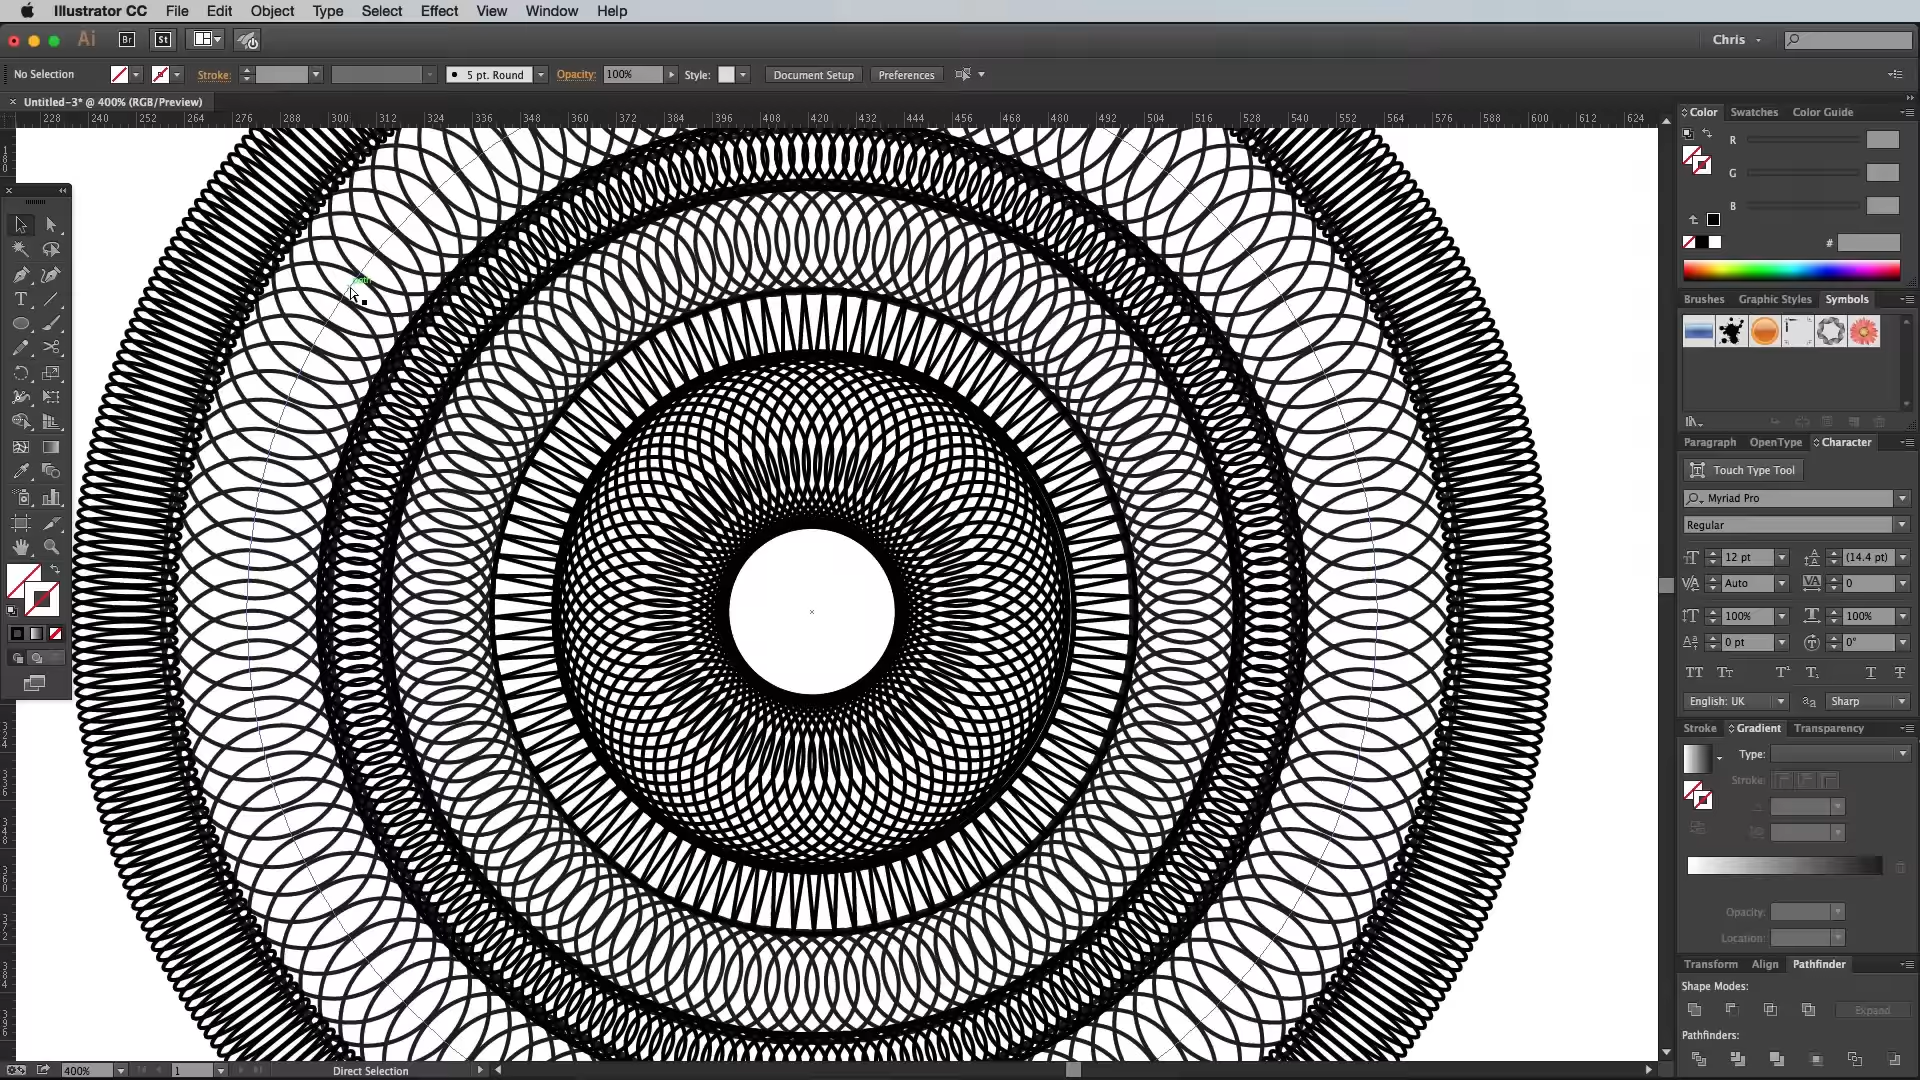 Illustrator CC File Edit Object Type Select Effect View Window Help
Ai Br St Chris
No Selection Stroke: 5 pt. Round Opacity: 100% Style: Document Setup Preferences
Untitled-3* @ 400% (RGB/Preview)
228 240 252 264 276 288 300 312 324 336 348 360 372 384 396 408 420 432 444 456 468 480 492 504 516 528 540 552 564 576 588 600 612 624
Color Swatches Color Guide
R
G
B
#
Brushes Graphic Styles Symbols
Paragraph OpenType Character
Touch Type Tool
Myriad Pro
Regular
12 pt (14.4 pt)
Auto 0
100% 100%
0 pt 0°
English: UK Sharp
Stroke Gradient Transparency
Type:
Stroke:
Opacity:
Location:
Transform Align Pathfinder
Shape Modes:
Expand
Pathfinders:
400% 1 Direct Selection